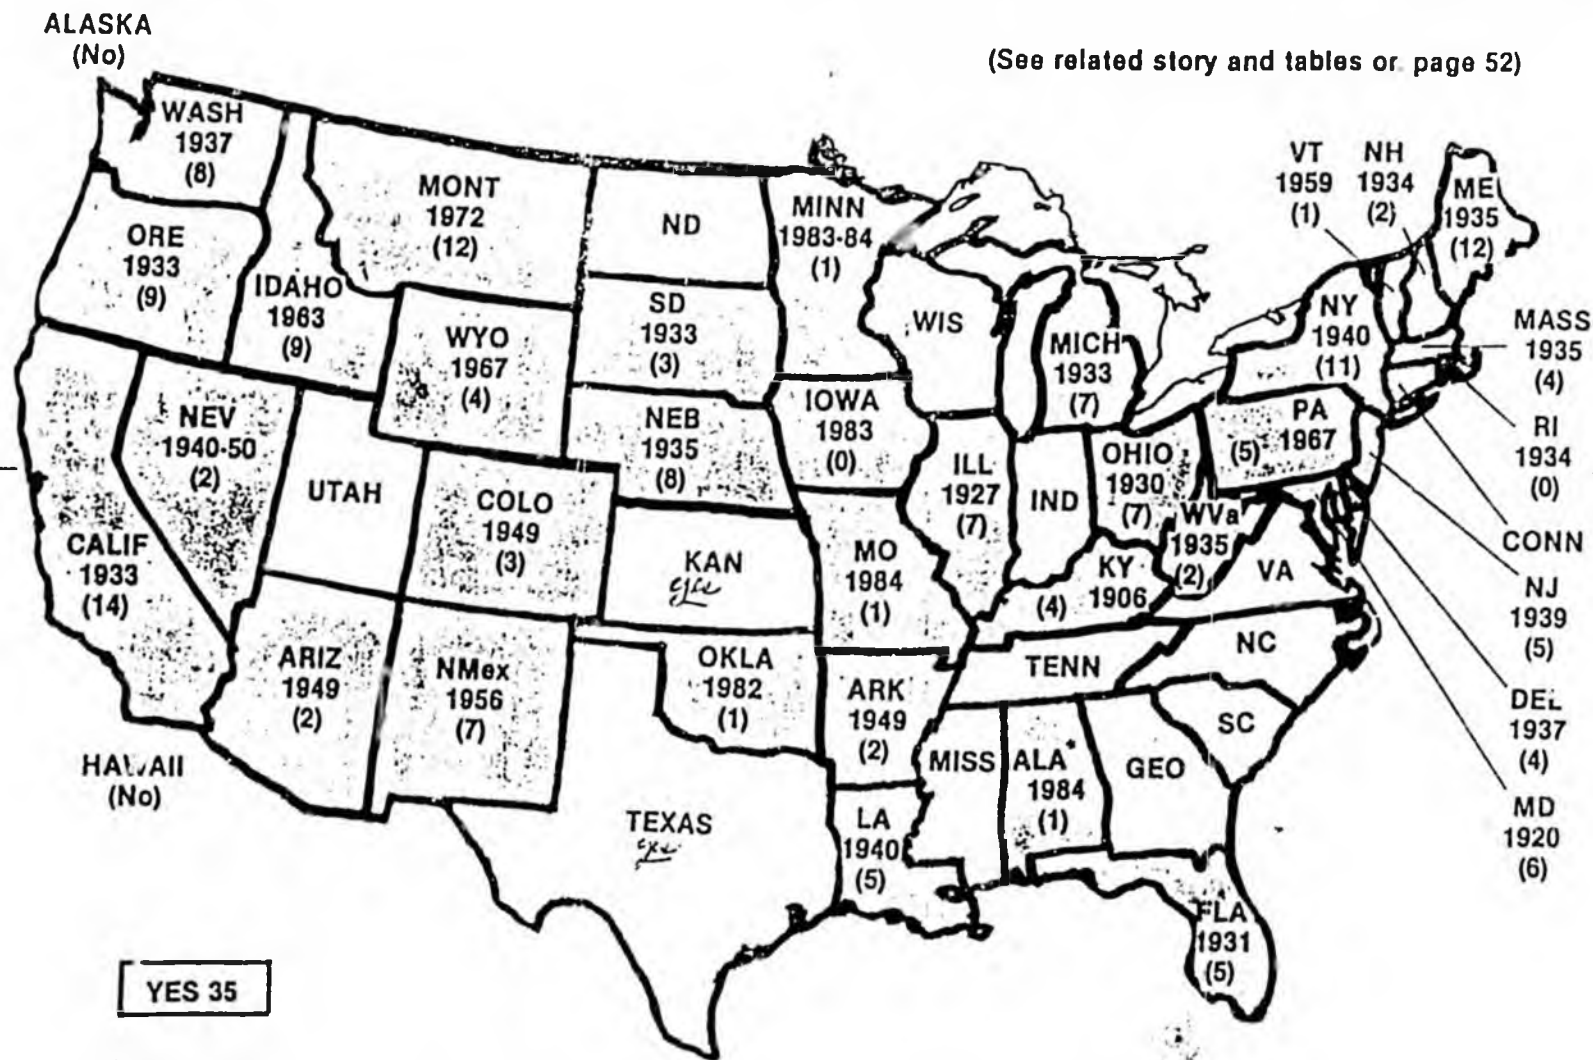 ALASKA
(No)
(See related story and tables or page 52)
WASH
1937
(8)
MONT
1972
(12)
ND
MINN
1983-84
(1)
VT
1959
(1)
NH
1934
(2)
ME
1935
(12)
ORE
1933
(9)
IDAHO
1963
(9)
WYO
1967
(4)
SD
1933
(3)
WIS
MICH
1933
(7)
NY
1940
(11)
MASS
1935
(4)
NEV
1940-50
(2)
NEB
1935
(8)
IOWA
1983
(0)
PA
(5) 1967
RI
1934
(0)
UTAH
COLO
1949
(3)
ILL
1927
(7)
IND
OHIO
1930
(7)
WVa
1935
(2)
CONN
CALIF
1933
(14)
KAN
MO
1984
(1)
KY
(4) 1906
VA
NJ
1939
(5)
ARIZ
1949
(2)
NMex
1956
(7)
OKLA
1982
(1)
ARK
1949
(2)
TENN
NC
SC
DEL
1937
(4)
HAWAII
(No)
TEXAS
LA
1940
(5)
MISS
ALA*
1984
(1)
GEO
MD
1920
(6)
FLA
1931
(5)
YES 35